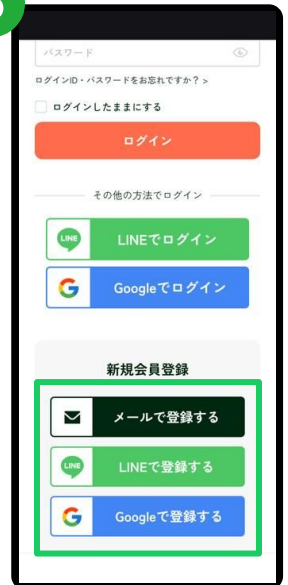 パスワード
ログインID・パスワードをお忘れですか？ >
ログインしたままにする
ログイン
その他の方法でログイン
LINE
LINEでログイン
Googleでログイン
新規会員登録
メールで登録する
LINE
LINEで登録する
Googleで登録する